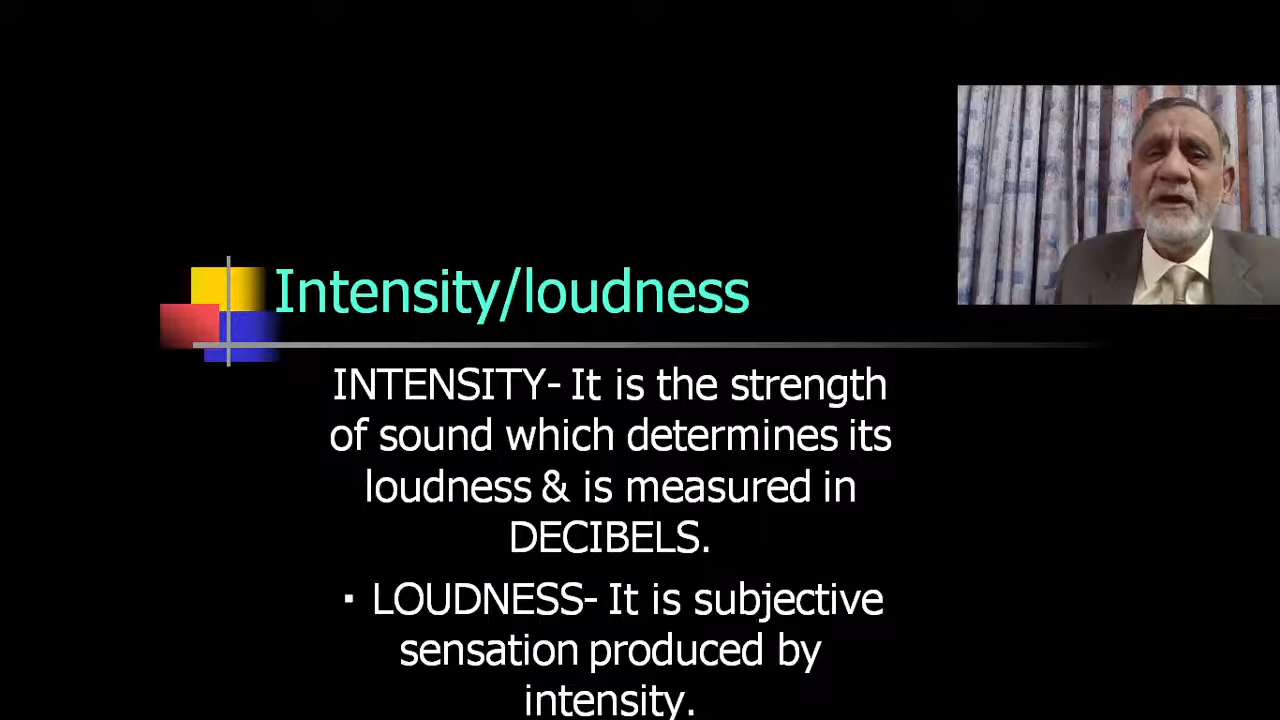 Intensity/loudness
INTENSITY- It is the strength
of sound which determines its
loudness & is measured in
DECIBELS.
▪ LOUDNESS- It is subjective
sensation produced by
intensity.